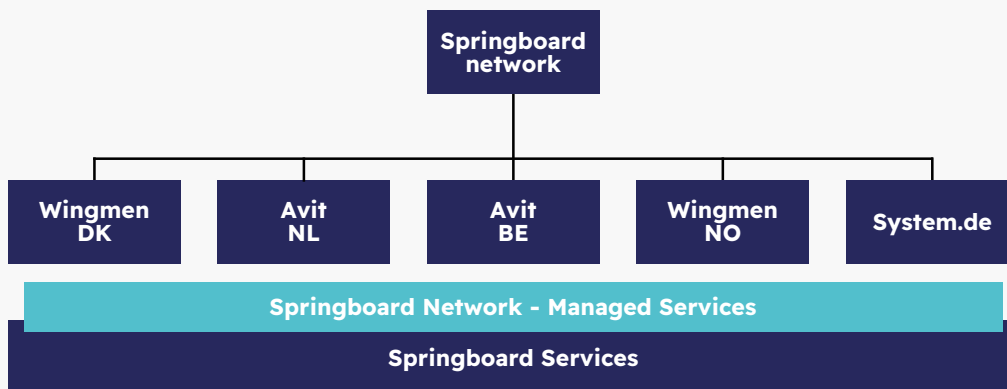 Springboard
network
Wingmen
DK
Avit
NL
Avit
BE
Wingmen
NO
System.de
Springboard Network - Managed Services
Springboard Services